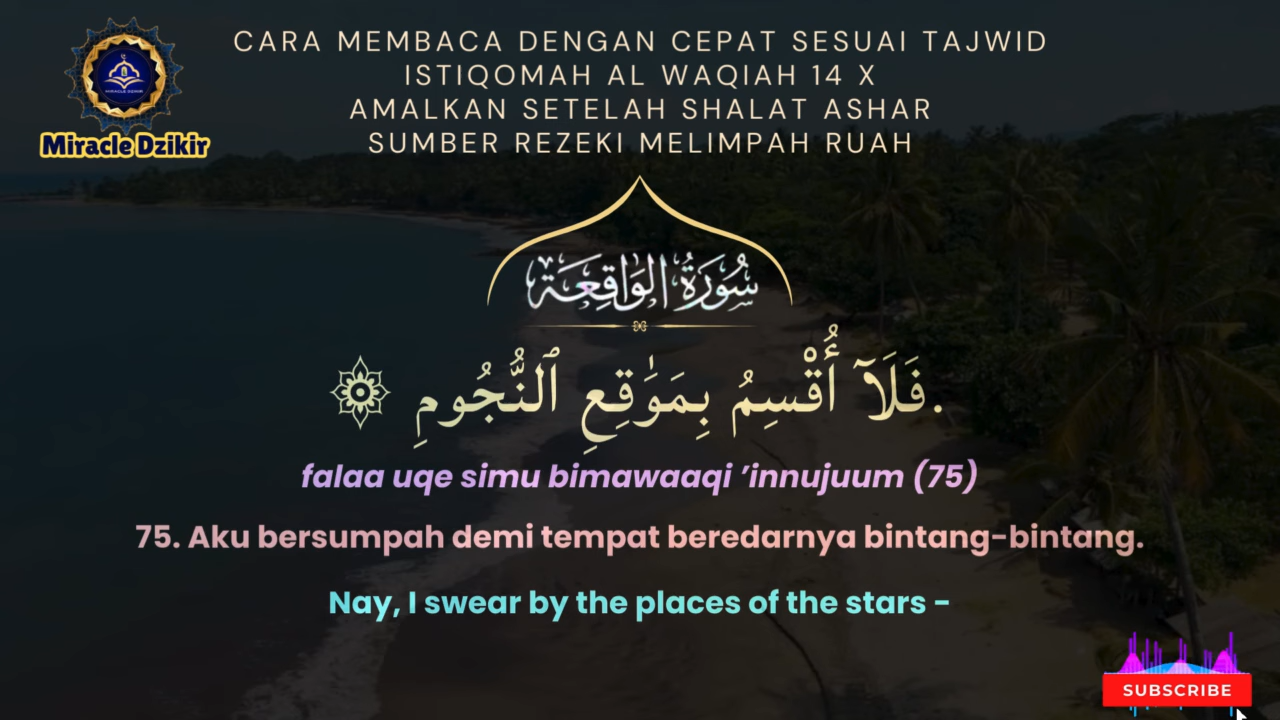 CARA MEMBACA DENGAN CEPAT SESUAI TAJWID
ISTIQOMAH AL WAQIAH 14 X
AMALKAN SETELAH SHALAT ASHAR
SUMBER REZEKI MELIMPAH RUAH
MIRACLE DZIKIR
Miracle Dzikir
سُورَةُ الوَاقِعَة
.فَلَآ أُقْسِمُ بِمَوَٰقِعِ ٱلنُّجُومِ
falaa uqe simu bimawaaqi ’innujuum (75)
75. Aku bersumpah demi tempat beredarnya bintang-bintang.
Nay, I swear by the places of the stars -
SUBSCRIBE